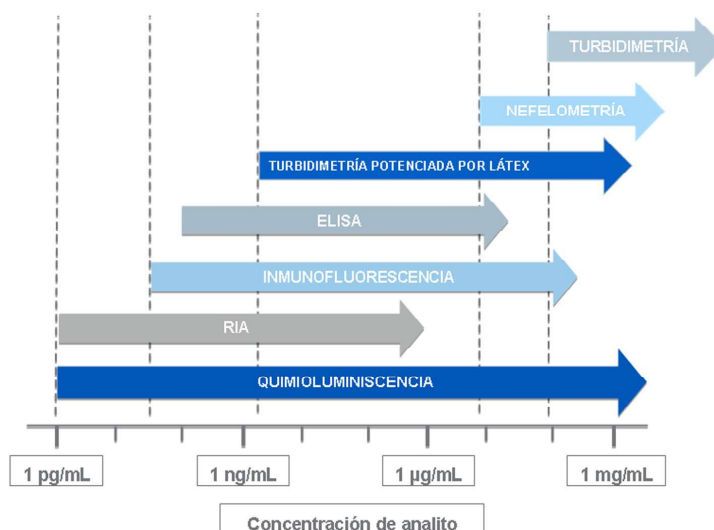 TURBIDIMETRÍA
NEFELOMETRÍA
TURBIDIMETRÍA POTENCIADA POR LÁTEX
ELISA
INMUNOFLUORESCENCIA
RIA
QUIMIOLUMINISCENCIA
1 pg/mL 1 ng/mL 1 µg/mL 1 mg/mL
Concentración de analito